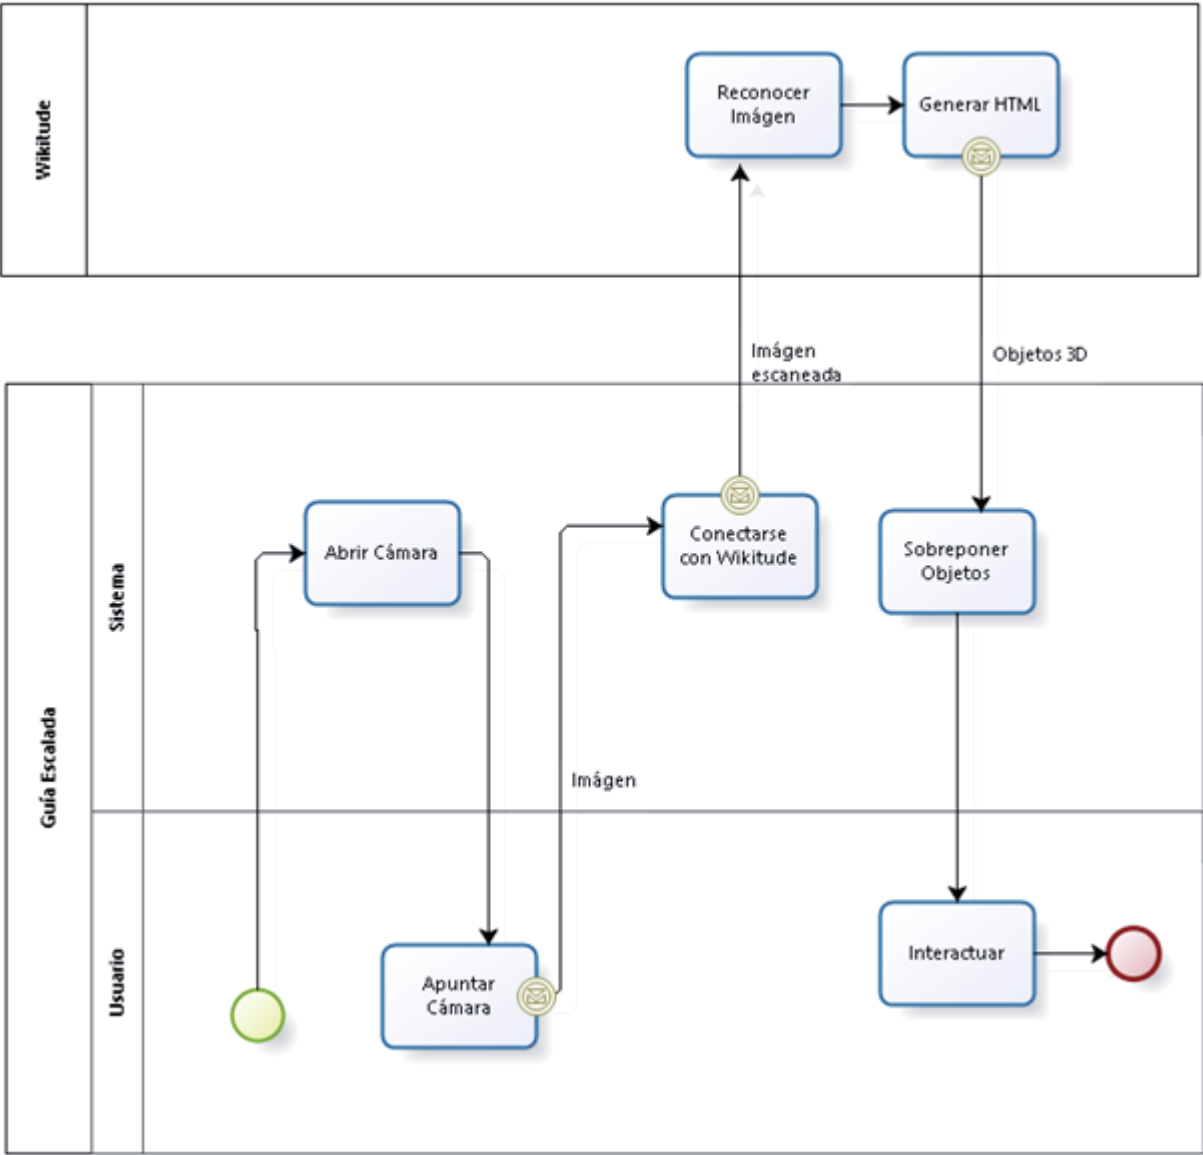 Wikitude
Reconocer
Imágen
Generar HTML
Imágen
escaneada
Objetos 3D
Guía Escalada
Sistema
Abrir Cámara
Conectarse
con Wikitude
Sobreponer
Objetos
Imágen
Usuario
Apuntar
Cámara
Interactuar